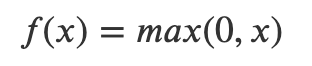 f(x) = max(0, x)